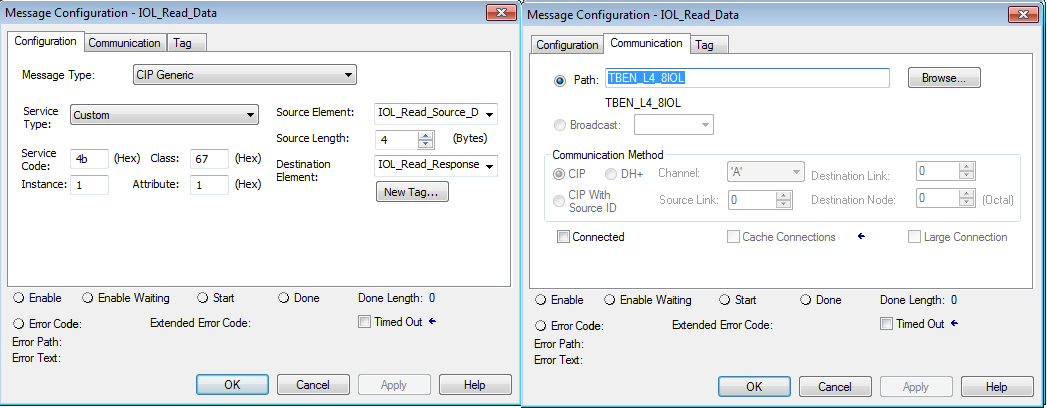 Message Configuration - IOL_Read_Data
Configuration Communication Tag
Message Type: CIP Generic
Service Type: Custom
Source Element: IOL_Read_Source_D
Source Length: 4 (Bytes)
Service Code: 4b (Hex) Class: 67 (Hex)
Destination Element: IOL_Read_Response
Instance: 1 Attribute: 1 (Hex)
New Tag...
Enable Enable Waiting Start Done Done Length: 0
Error Code: Extended Error Code: Timed Out
Error Path:
Error Text:
OK Cancel Apply Help
Message Configuration - IOL_Read_Data
Configuration Communication Tag
Path: TBEN_L4_8IOL Browse...
TBEN_L4_8IOL
Broadcast:
Communication Method
CIP DH+ Channel: 'A' Destination Link: 0
CIP With Source ID Source Link: 0 Destination Node: 0 (Octal)
Connected Cache Connections Large Connection
Enable Enable Waiting Start Done Done Length: 0
Error Code: Extended Error Code: Timed Out
Error Path:
Error Text:
OK Cancel Apply Help